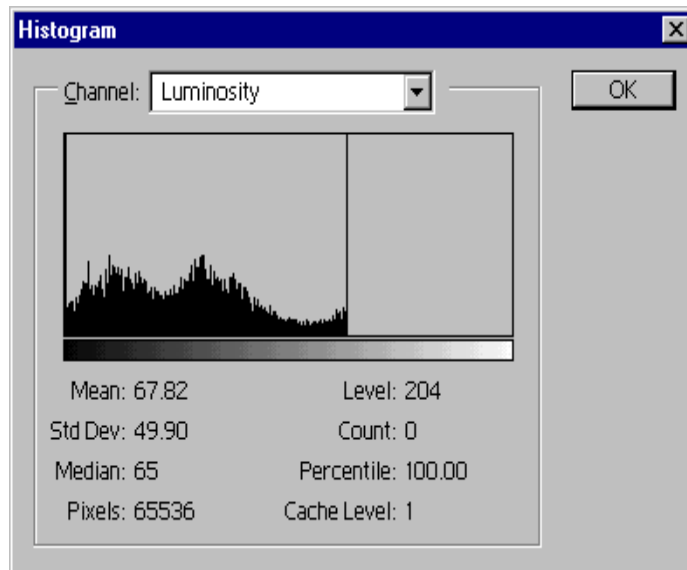 Histogram
Channel: Luminosity
OK
Mean: 67.82
Level: 204
Std Dev: 49.90
Count: 0
Median: 65
Percentile: 100.00
Pixels: 65536
Cache Level: 1